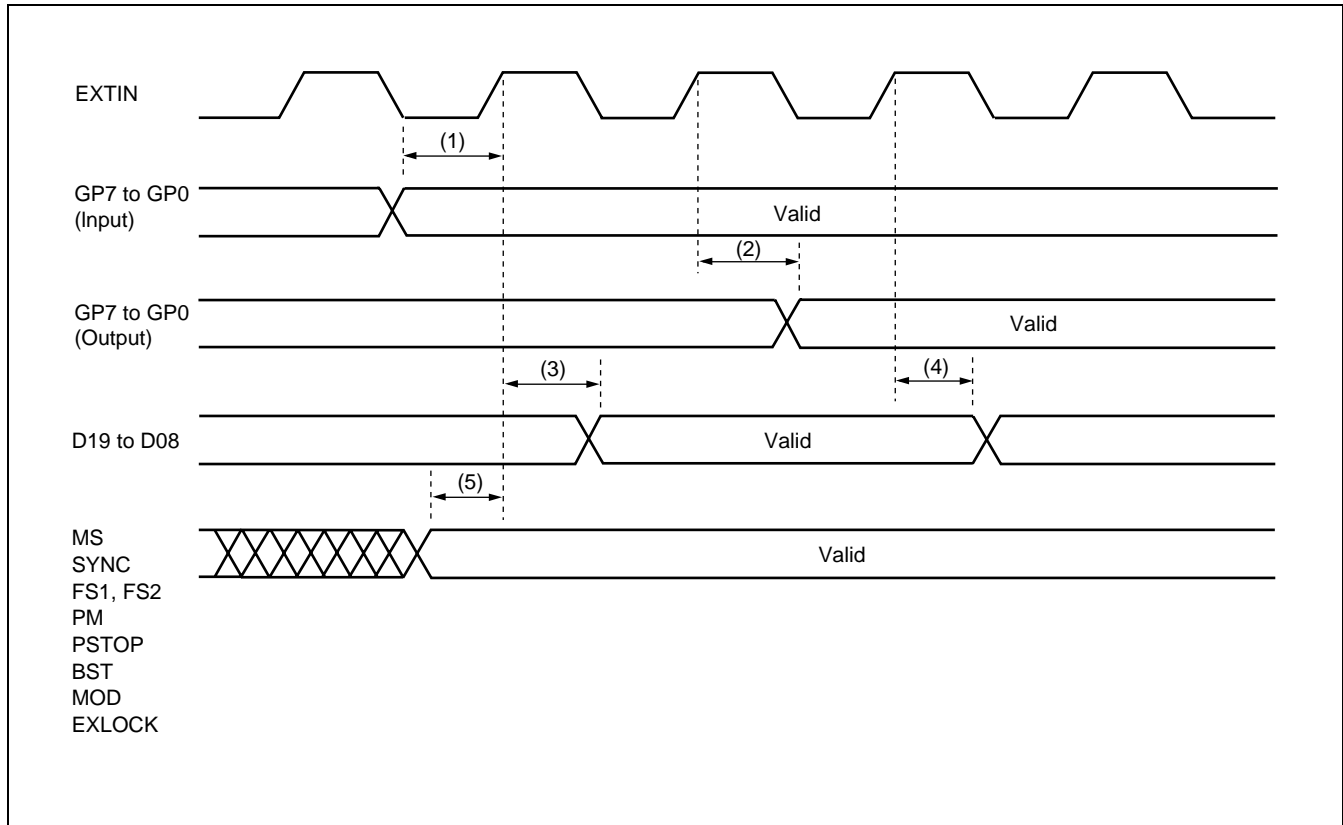 EXTIN
(1)
GP7 to GP0
(Input)
Valid
(2)
GP7 to GP0
(Output)
Valid
(3)
(4)
D19 to D08
Valid
(5)
MS
Valid
SYNC
FS1, FS2
PM
PSTOP
BST
MOD
EXLOCK